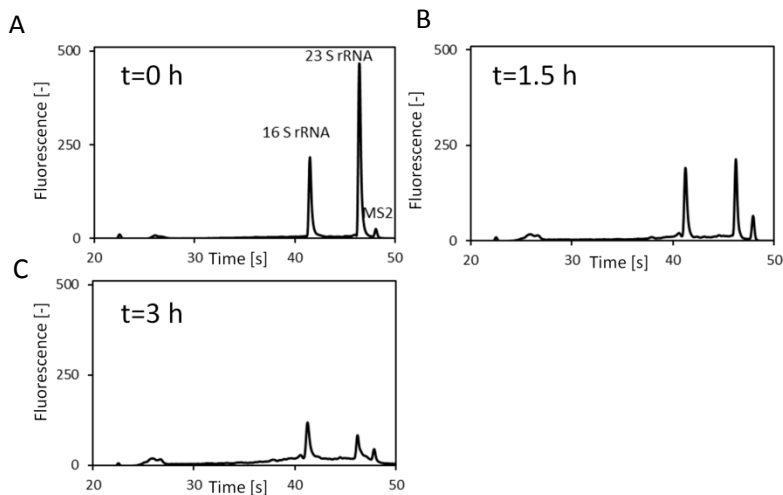 A
500
t=0 h
23 S rRNA
16 S rRNA
MS2
250
0
Fluorescence [-]
20 30 40 50
Time [s]
B
500
t=1.5 h
250
0
Fluorescence [-]
20 30 40 50
Time [s]
C
500
t=3 h
250
0
Fluorescence [-]
20 30 40 50
Time [s]